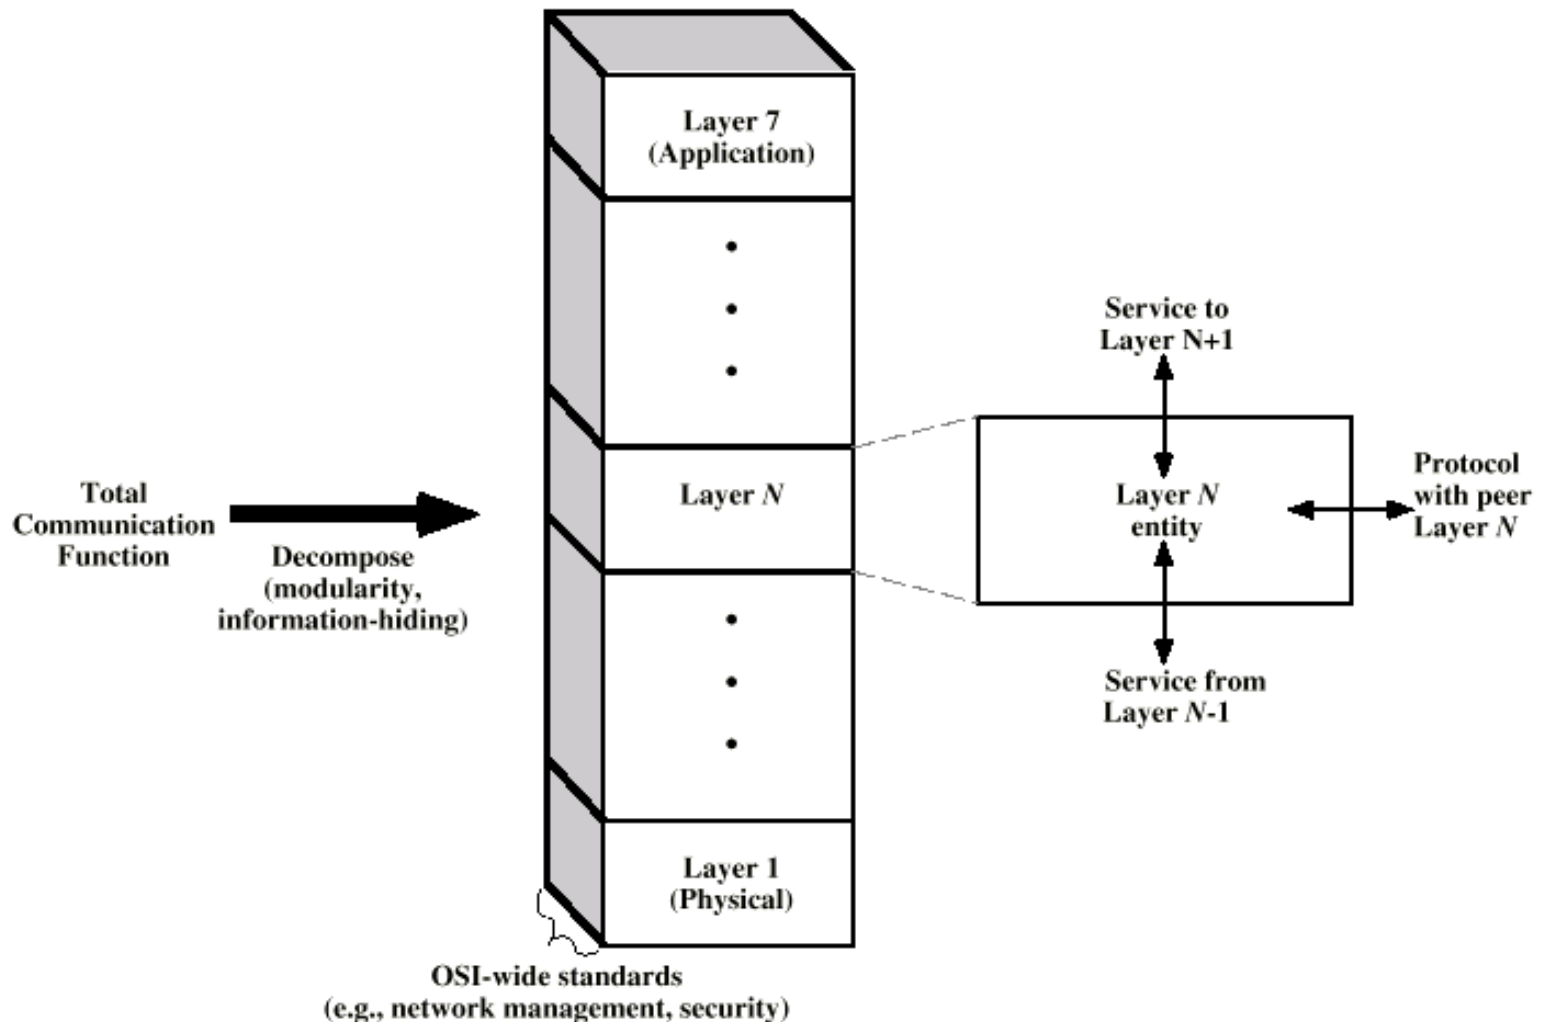 Layer 7
(Application)
Service to
Layer N+1
Total
Communication
Function
Decompose
(modularity,
information-hiding)
Layer N
Layer N
entity
Protocol
with peer
Layer N
Service from
Layer N-1
Layer 1
(Physical)
OSI-wide standards
(e.g., network management, security)